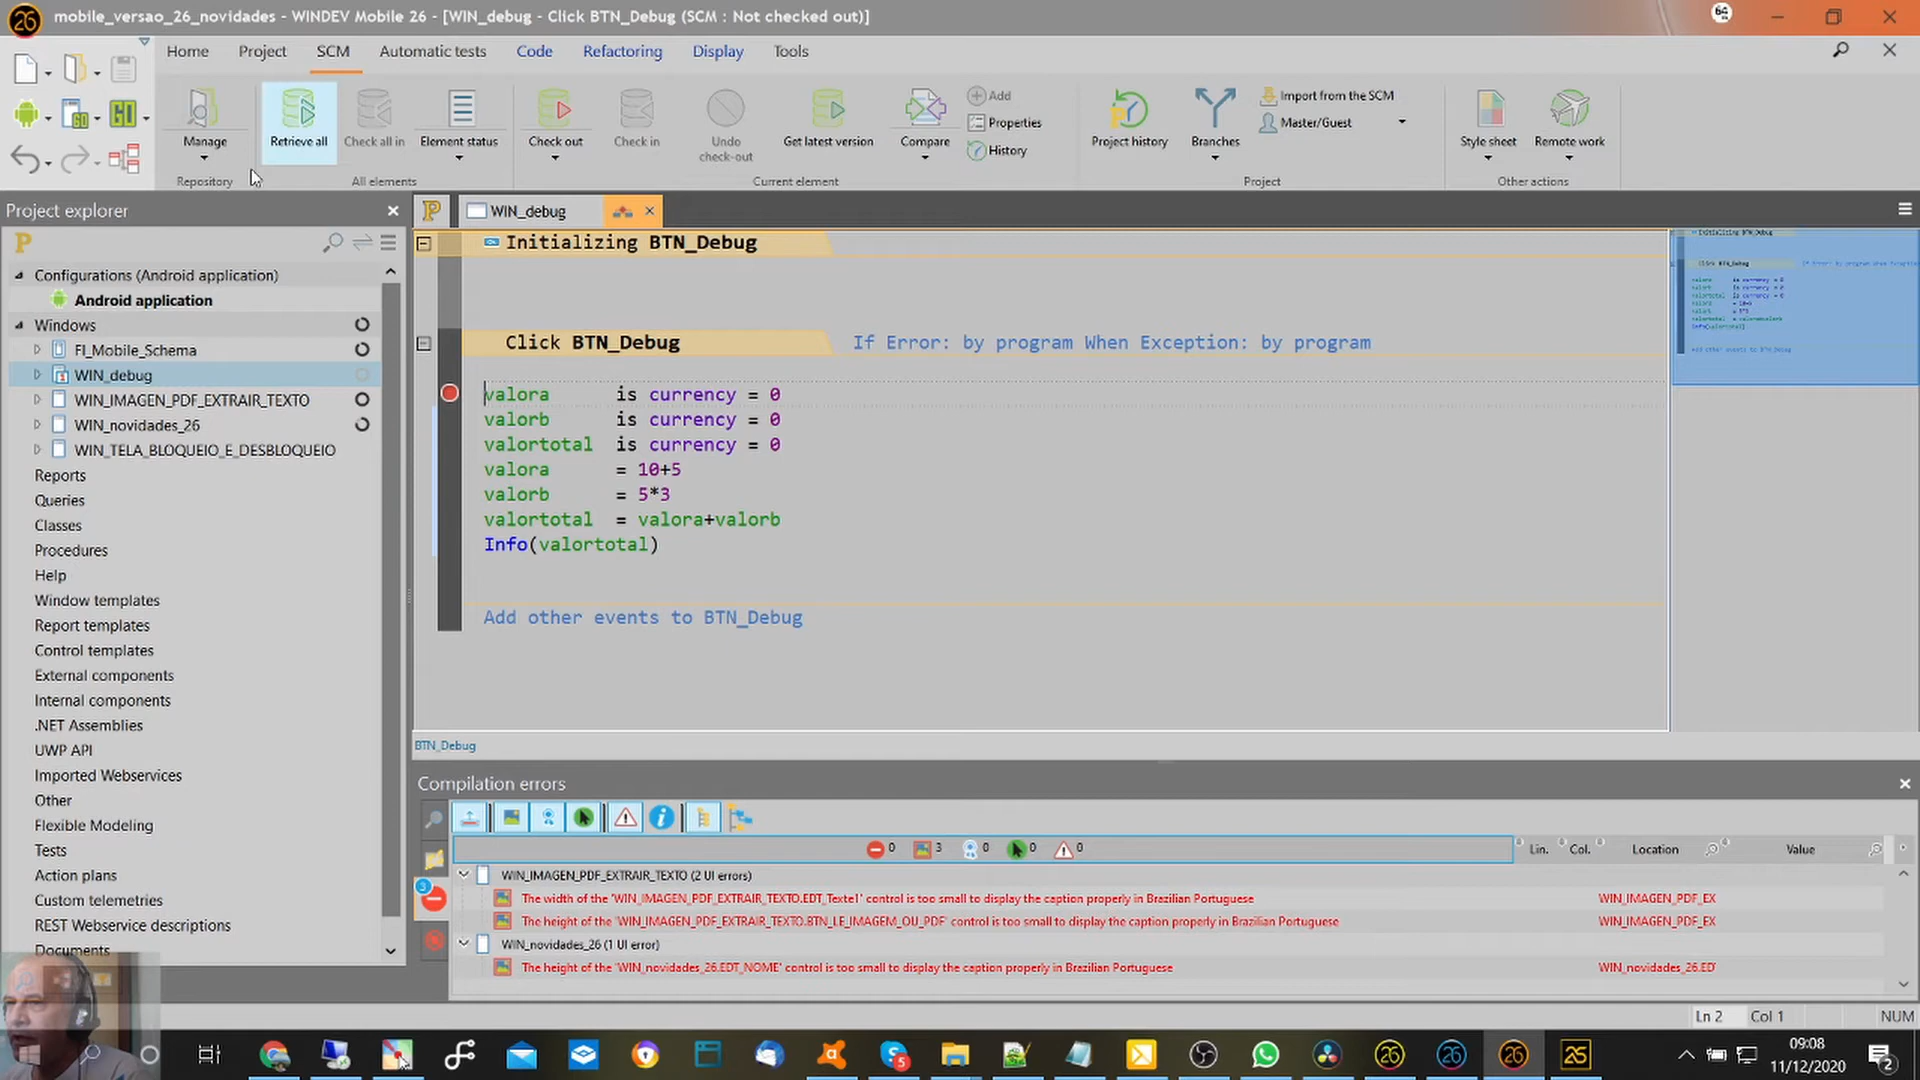 mobile_versao_26_novidades - WINDEV Mobile 26 - [WIN_debug - Click BTN_Debug (SCM : Not checked out)]
26
64
Home
Project
SCM
Automatic tests
Code
Refactoring
Display
Tools
GO
GO
Manage
Retrieve all
Check all in
Element status
Check out
Check in
Undo
check-out
Get latest version
Compare
Add
Properties
History
Project history
Branches
Import from the SCM
Master/Guest
Style sheet
Remote work
Repository
All elements
Current element
Project
Other actions
Project explorer
P
Configurations (Android application)
Android application
Windows
FI_Mobile_Schema
WIN_debug
WIN_IMAGEN_PDF_EXTRAIR_TEXTO
WIN_novidades_26
WIN_TELA_BLOQUEIO_E_DESBLOQUEIO
Reports
Queries
Classes
Procedures
Help
Window templates
Report templates
Control templates
External components
Internal components
.NET Assemblies
UWP API
Imported Webservices
Other
Flexible Modeling
Tests
Action plans
Custom telemetries
REST Webservice descriptions
Documents
P
WIN_debug
Initializing BTN_Debug
Click BTN_Debug If Error: by program When Exception: by program
valora is currency = 0
valorb is currency = 0
valortotal is currency = 0
valora = 10+5
valorb = 5*3
valortotal = valora+valorb
Info(valortotal)
Add other events to BTN_Debug
BTN_Debug
Compilation errors
0 3 0 0 0
Lin. Col. Location Value
3
WIN_IMAGEN_PDF_EXTRAIR_TEXTO (2 UI errors)
The width of the 'WIN_IMAGEN_PDF_EXTRAIR_TEXTO.EDT_Texte1' control is too small to display the caption properly in Brazilian Portuguese WIN_IMAGEN_PDF_EX
The height of the 'WIN_IMAGEN_PDF_EXTRAIR_TEXTO.BTN_LE_IMAGEM_OU_PDF' control is too small to display the caption properly in Brazilian Portuguese WIN_IMAGEN_PDF_EX
WIN_novidades_26 (1 UI error)
The height of the 'WIN_novidades_26.EDT_NOME' control is too small to display the caption properly in Brazilian Portuguese WIN_novidades_26.ED
Ln 2 Col 1 NUM
5
26
26
26
25
09:08
11/12/2020
2